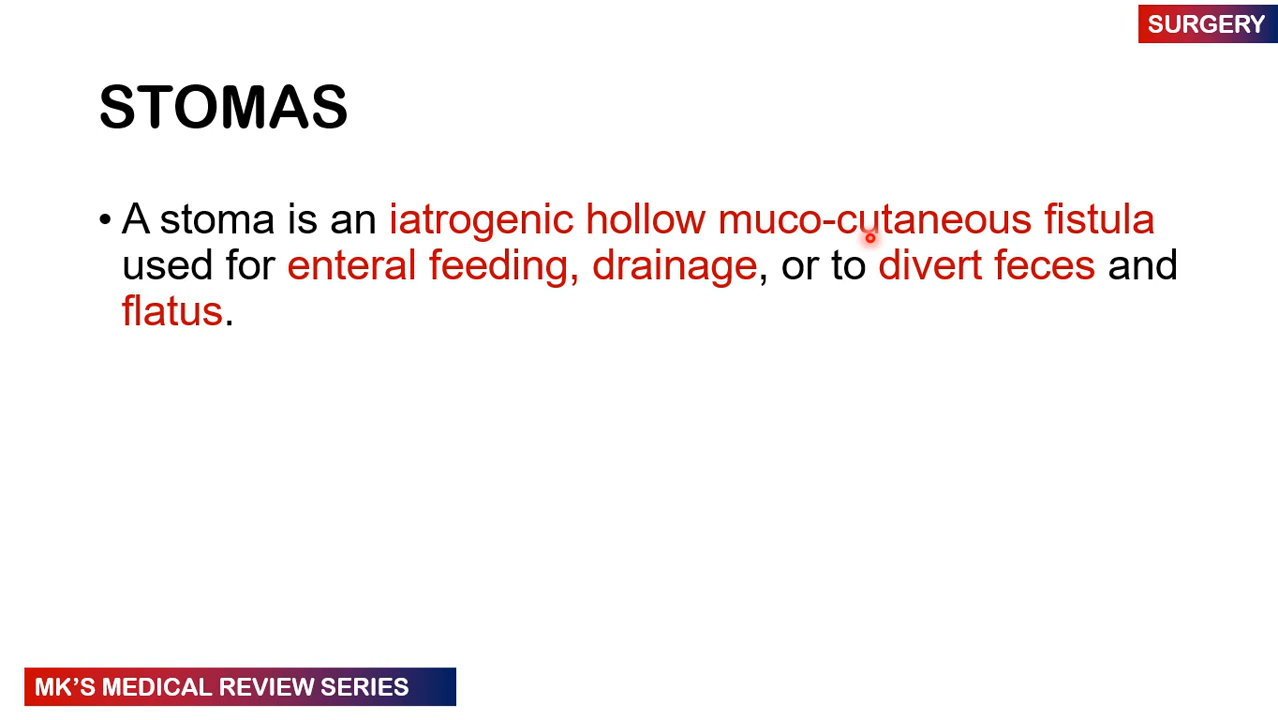 SURGERY
STOMAS
• A stoma is an iatrogenic hollow muco-cutaneous fistula
used for enteral feeding, drainage, or to divert feces and
flatus.
MK'S MEDICAL REVIEW SERIES